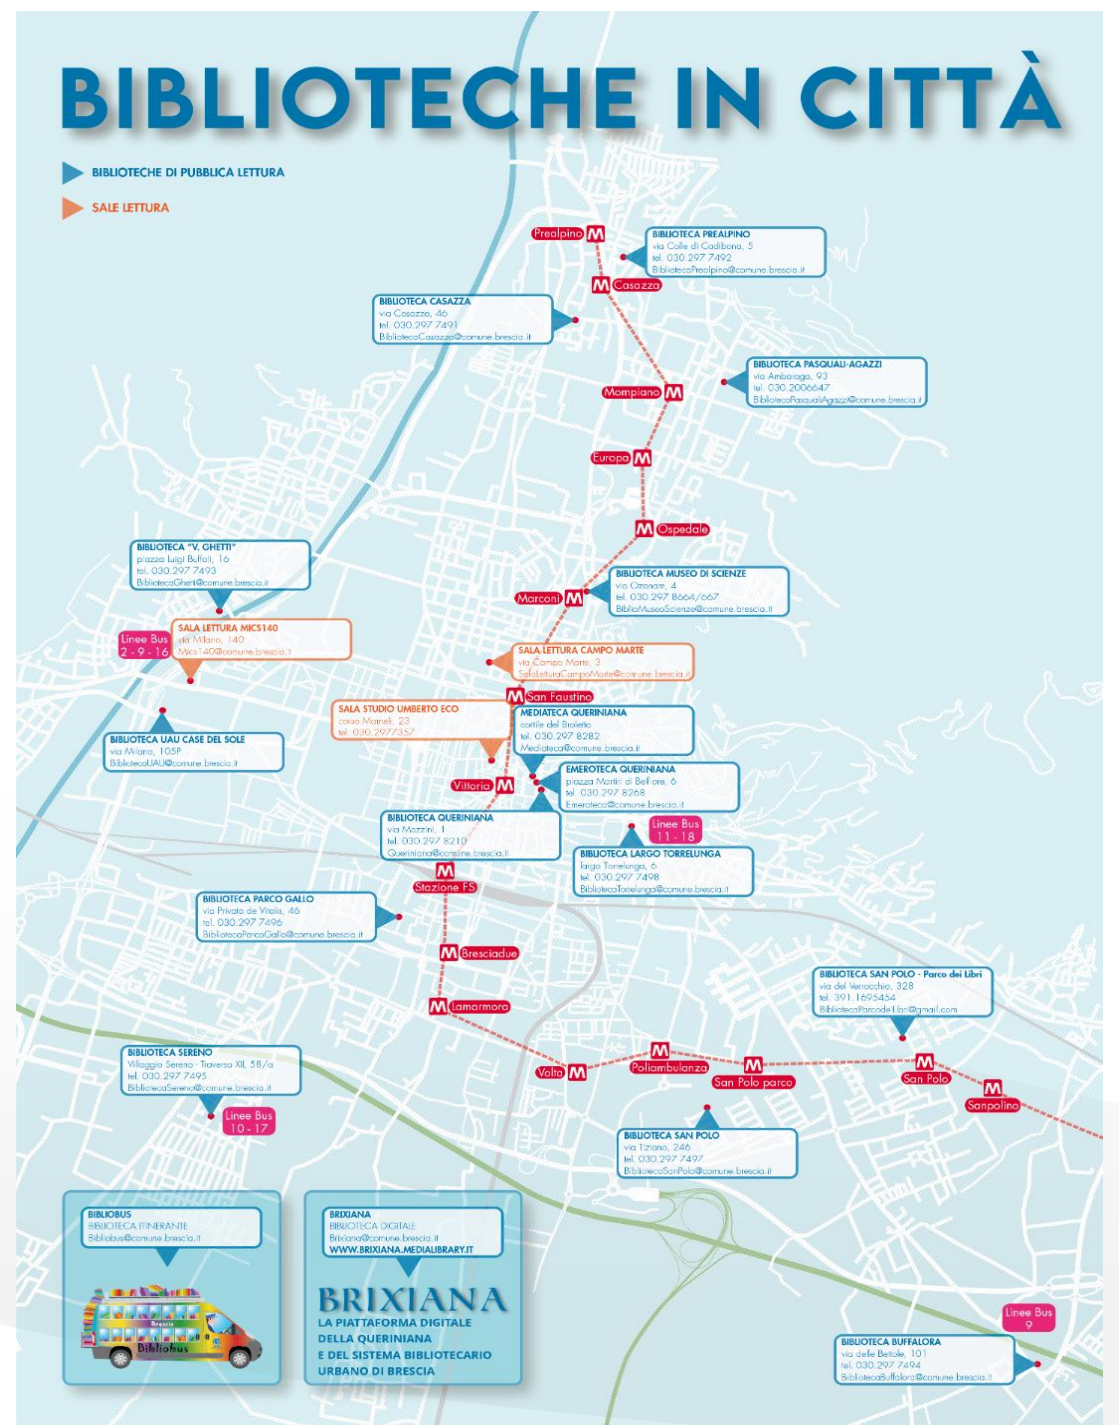 BIBLIOTECHE IN CITTÀ
BIBLIOTECHE DI PUBBLICA LETTURA
SALE LETTURA
Prealpino M
BIBLIOTECA PREALPINO
via Colle di Cadibona, 5
tel. 030.297 7492
BibliotecaPrealpino@comune.brescia.it
M Casazza
BIBLIOTECA CASAZZA
via Casazza, 46
tel. 030.297 7491
BibliotecaCasazza@comune.brescia.it
BIBLIOTECA PASQUALI-AGAZZI
via Ambaraga, 93
tel. 030.2006647
BibliotecaPasqualiAgazzi@comune.brescia.it
Mompiano M
Europa M
M Ospedale
BIBLIOTECA "V. GHETTI"
piazza luigi Buffoli, 16
tel. 030.297 7493
BibliotecaGhetti@comune.brescia.it
BIBLIOTECA MUSEO DI SCIENZE
via Ozanam, 4
tel. 030.297 8664/667
BiblioMuseoScienze@comune.brescia.it
Marconi M
Linee Bus
2 - 9 - 16
SALA LETTURA MICS140
via Milano, 140
Mics140@comune.brescia.it
SALA LETTURA CAMPO MARTE
via Campo Marte, 3
SalaLetturaCampoMarte@comune.brescia.it
M San Faustino
SALA STUDIO UMBERTO ECO
corso Mameli, 23
tel. 030.2977357
MEDIATECA QUERINIANA
cortile del Broletto
tel. 030.297 8282
Mediateca@comune.brescia.it
BIBLIOTECA UAU CASE DEL SOLE
via Milano, 105P
BibliotecaUAU@comune.brescia.it
EMEROTECA QUERINIANA
piazza Martiri di Belfiore, 6
tel. 030.297 8268
Emeroteca@comune.brescia.it
Vittoria M
BIBLIOTECA QUERINIANA
via Mazzini, 1
tel. 030.297 8210
Queriniana@comune.brescia.it
Linee Bus
11 - 18
BIBLIOTECA LARGO TORRELUNGA
largo Torrelunga, 6
tel. 030.297 7498
BibliotecaTorrelunga@comune.brescia.it
M
Stazione FS
BIBLIOTECA PARCO GALLO
via Privata de Vitalis, 46
tel. 030.297 7496
BibliotecaParcoGallo@comune.brescia.it
M Bresciadue
BIBLIOTECA SAN POLO - Parco dei Libri
via del Verrocchio, 328
tel. 391.1695454
BibliotecaParcodeiLibri@gmail.com
M Lamarmora
BIBLIOTECA SERENO
Villaggio Sereno - Traversa XII, 58/a
tel. 030.297 7495
BibliotecaSereno@comune.brescia.it
Linee Bus
10 - 17
Volta M
M
Poliambulanza
M
San Polo parco
M
San Polo
M
Sanpolino
BIBLIOTECA SAN POLO
via Tiziano, 246
tel. 030.297 7497
BibliotecaSanPolo@comune.brescia.it
BIBLIOBUS
BIBLIOTECA ITINERANTE
Bibliobus@comune.brescia.it
Brescia
Bibliobus
BRIXIANA
BIBLIOTECA DIGITALE
Brixiana@comune.brescia.it
WWW.BRIXIANA.MEDIALIBRARY.IT
BRIXIANA
LA PIATTAFORMA DIGITALE
DELLA QUERINIANA
E DEL SISTEMA BIBLIOTECARIO
URBANO DI BRESCIA
Linee Bus
9
BIBLIOTECA BUFFALORA
via delle Bettole, 101
tel. 030.297 7494
BibliotecaBuffalora@comune.brescia.it